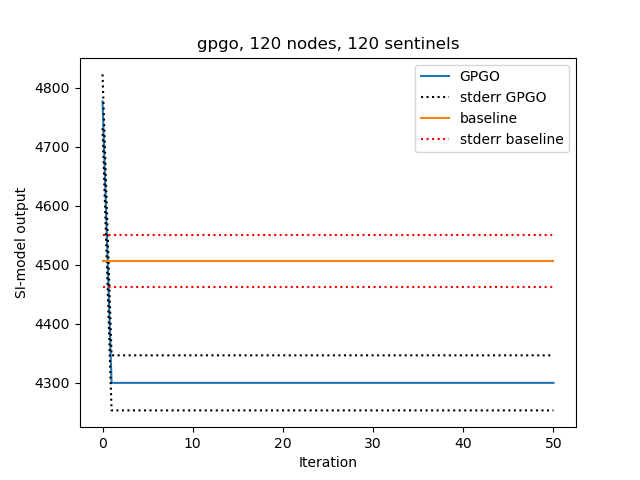 gpgo, 120 nodes, 120 sentinels
GPGO
stderr GPGO
baseline
stderr baseline
SI-model output
4800
4700
4600
4500
4400
4300
0 10 20 30 40 50
Iteration